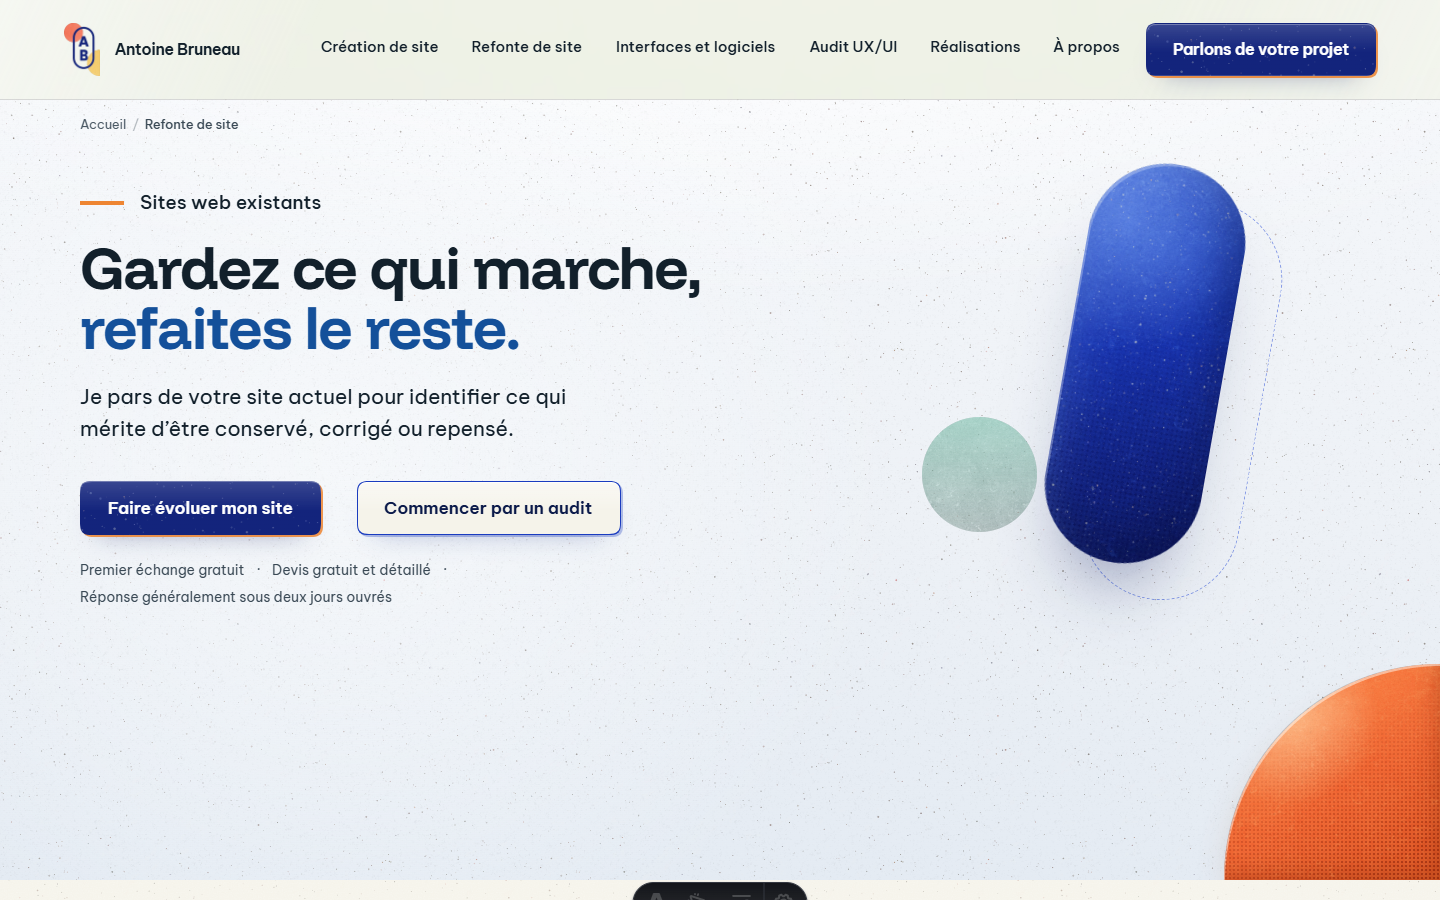 A
B
Antoine Bruneau
Création de site
Refonte de site
Interfaces et logiciels
Audit UX/UI
Réalisations
À propos
Parlons de votre projet
Accueil / Refonte de site
Sites web existants
Gardez ce qui marche,
refaites le reste.
Je pars de votre site actuel pour identifier ce qui
mérite d’être conservé, corrigé ou repensé.
Faire évoluer mon site
Commencer par un audit
Premier échange gratuit · Devis gratuit et détaillé ·
Réponse généralement sous deux jours ouvrés